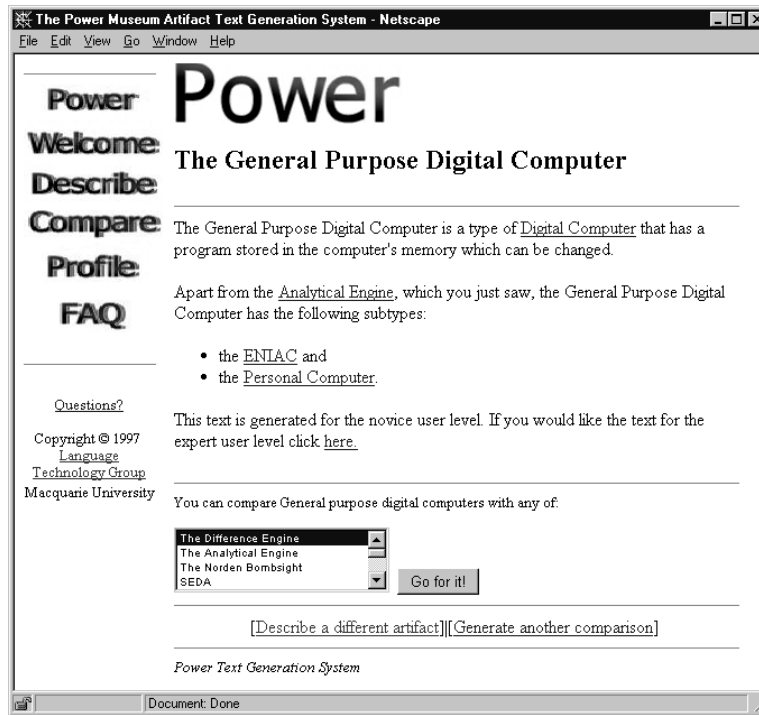 The Power Museum Artifact Text Generation System - Netscape
File Edit View Go Window Help
Power
Welcome
Describe
Compare
Profile
FAQ
Questions?
Copyright © 1997
Language
Technology Group
Macquarie University
Power
The General Purpose Digital Computer
The General Purpose Digital Computer is a type of Digital Computer that has a
program stored in the computer's memory which can be changed.
Apart from the Analytical Engine, which you just saw, the General Purpose Digital
Computer has the following subtypes:
• the ENIAC and
• the Personal Computer.
This text is generated for the novice user level. If you would like the text for the
expert user level click here.
You can compare General purpose digital computers with any of:
The Difference Engine
The Analytical Engine
The Norden Bombsight
SEDA
Go for it!
[Describe a different artifact]|[Generate another comparison]
Power Text Generation System
Document: Done